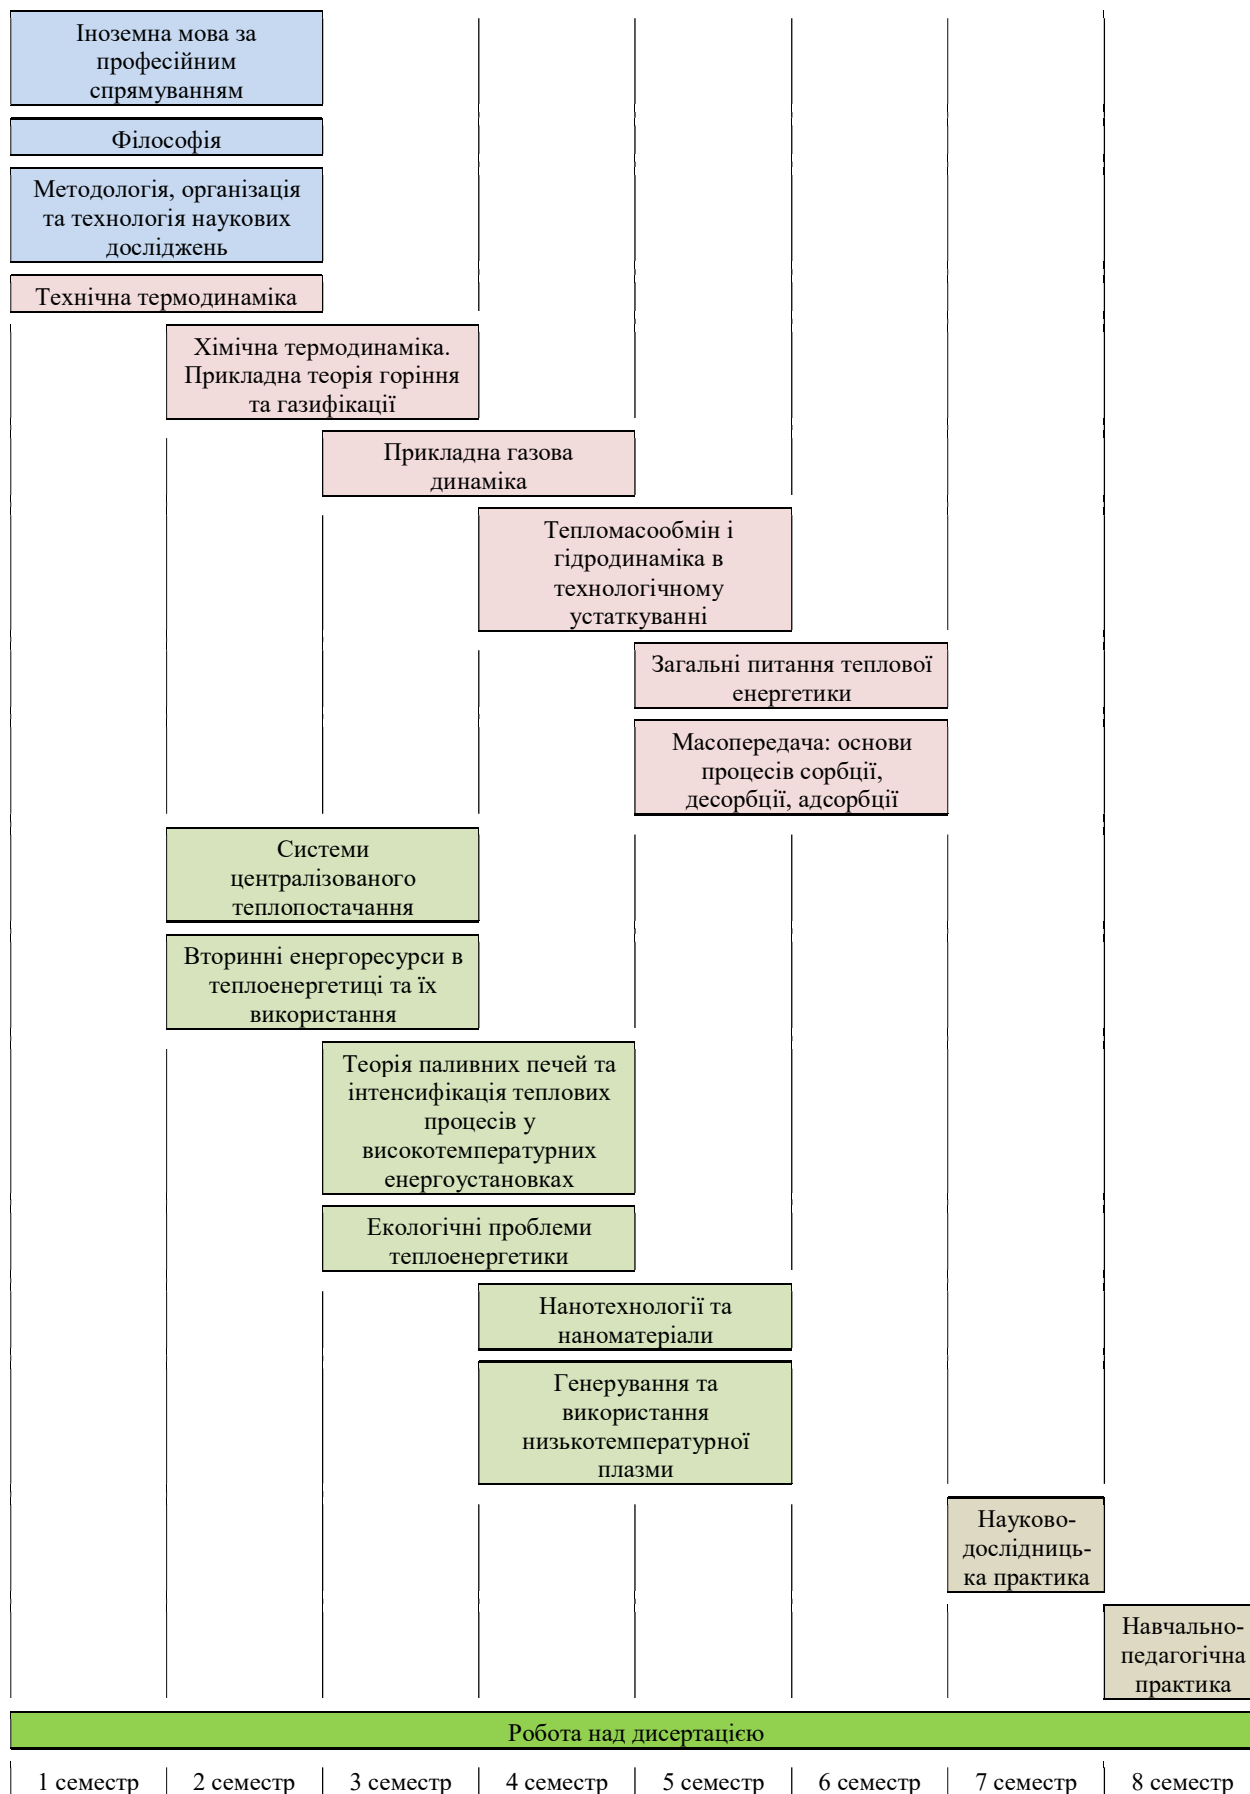 Іноземна мова за
професійним
спрямуванням
Філософія
Методологія, організація
та технологія наукових
досліджень
Технічна термодинаміка
Хімічна термодинаміка.
Прикладна теорія горіння
та газифікації
Прикладна газова
динаміка
Тепломасообмін і
гідродинаміка в
технологічному
устаткуванні
Загальні питання теплової
енергетики
Масопередача: основи
процесів сорбції,
десорбції, адсорбції
Системи
централізованого
теплопостачання
Вторинні енергоресурси в
теплоенергетиці та їх
використання
Теорія паливних печей та
інтенсифікація теплових
процесів у
високотемпературних
енергоустановках
Екологічні проблеми
теплоенергетики
Нанотехнології та
наноматеріали
Генерування та
використання
низькотемпературної
плазми
Науково-
дослідниць-
ка практика
Навчально-
педагогічна
практика
Робота над дисертацією
1 семестр 2 семестр 3 семестр 4 семестр 5 семестр 6 семестр 7 семестр 8 семестр